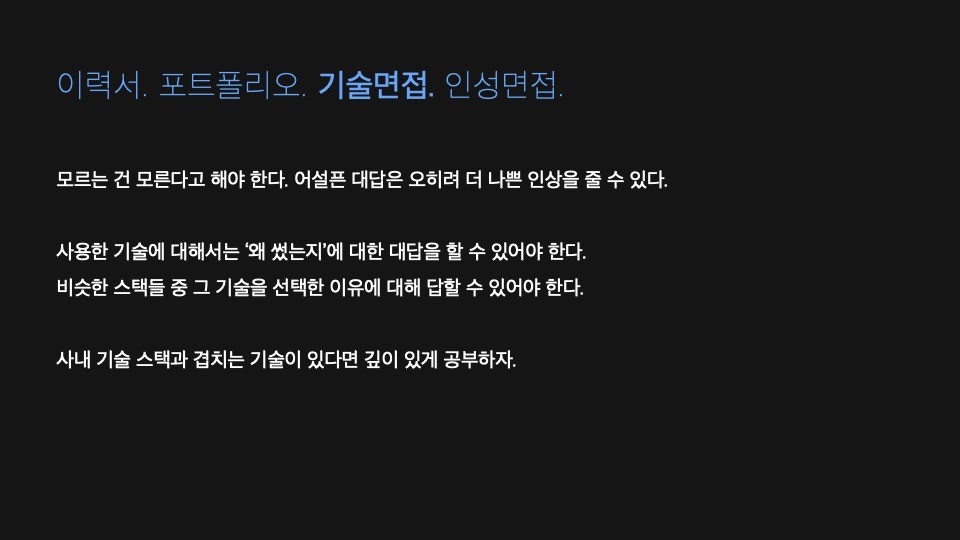 이력서. 포트폴리오. 기술면접. 인성면접.
모르는 건 모른다고 해야 한다. 어설픈 대답은 오히려 더 나쁜 인상을 줄 수 있다.
사용한 기술에 대해서는 ‘왜 썼는지’에 대한 대답을 할 수 있어야 한다.
비슷한 스택들 중 그 기술을 선택한 이유에 대해 답할 수 있어야 한다.
사내 기술 스택과 겹치는 기술이 있다면 깊이 있게 공부하자.